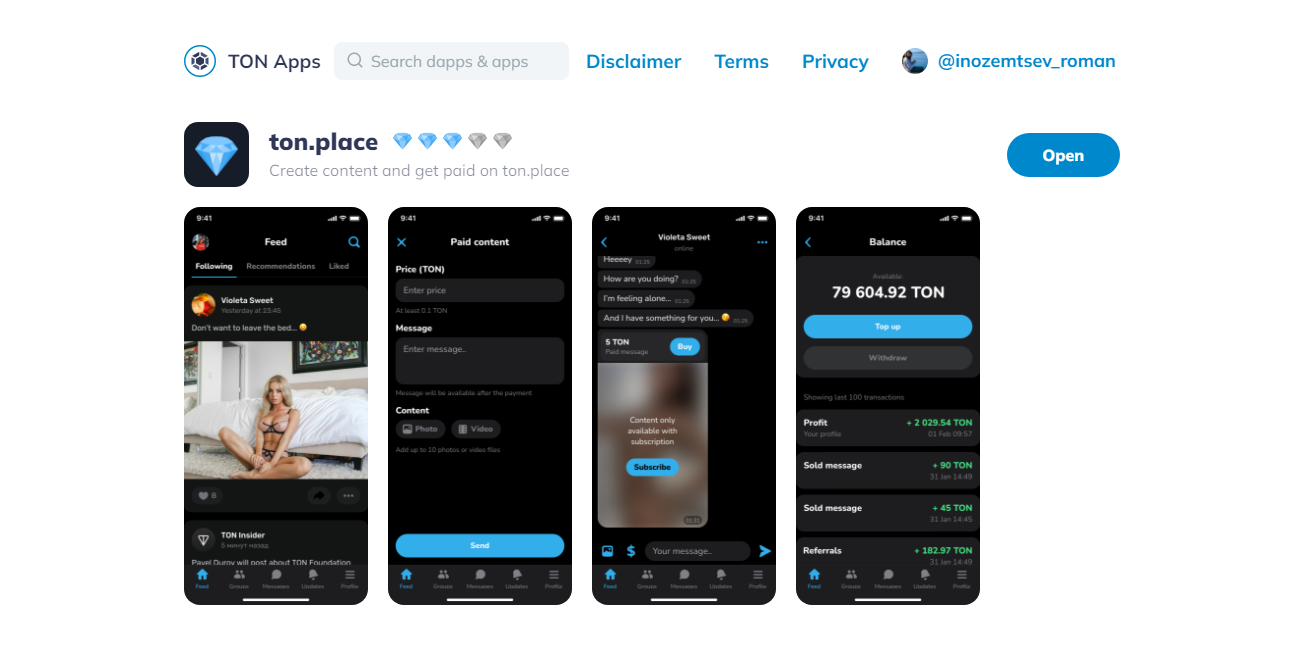 TON Apps
Search dapps & apps
Disclaimer
Terms
Privacy
@inozemtsev_roman
ton.place
Create content and get paid on ton.place
Open
9:41
Feed
Following
Recommendations
Liked
Violeta Sweet
Yesterday at 23:45
Don't want to leave the bed...
8
TON Insider
5 минут назад
Pavel Durov will post about TON Foundation
Feed
Groups
Messages
Updates
Profile
9:41
Paid content
Price (TON)
Enter price
At least 0.1 TON
Message
Enter message..
Message will be available after the payment
Content
Photo
Video
Add up to 10 photos or video files
Send
Feed
Groups
Messages
Updates
Profile
9:41
Violeta Sweet
online
Heeeey 01:25
How are you doing? 01:25
I'm feeling alone... 01:25
And I have something for you... 01:25
5 TON
Paid message
Buy
Content only
available with
subscription
Subscribe
01:31
$
Your message..
Feed
Groups
Messages
Updates
Profile
9:41
Balance
Available:
79 604.92 TON
Top up
Withdraw
Showing last 100 transactions
Profit + 2 029.54 TON
Your profile 01 Feb 09:57
Sold message + 90 TON
31 Jan 14:49
Sold message + 45 TON
31 Jan 14:45
Referrals + 182.97 TON
31 Jan 14:49
Feed
Groups
Messages
Updates
Profile